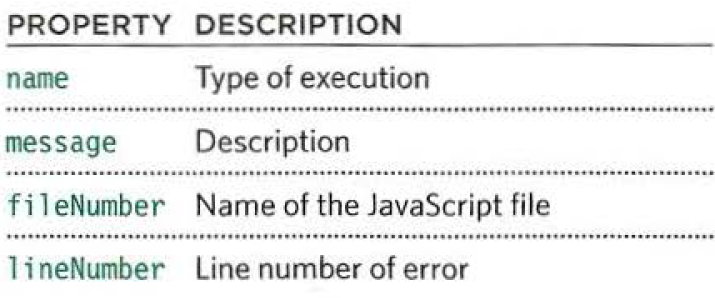 PROPERTY DESCRIPTION
name Type of execution
message Description
fileNumber Name of the JavaScript file
lineNumber Line number of error